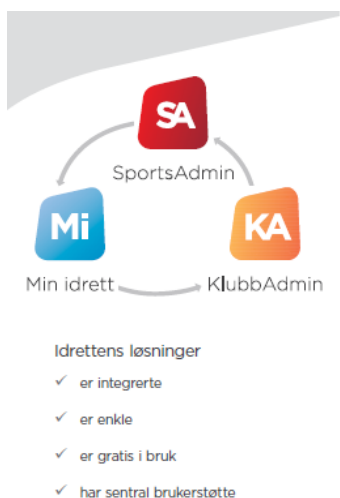 SA
SportsAdmin
Mi
KA
Min idrett
KlubbAdmin
Idrettens løsninger
✓ er integrerte
✓ er enkle
✓ er gratis i bruk
✓ har sentral brukerstøtte